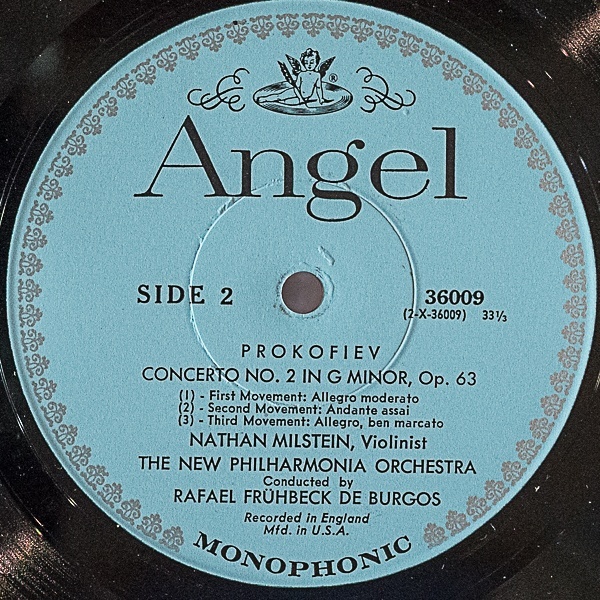 ®
Angel
SIDE 2
36009
(2-X-36009) 33⅓
PROKOFIEV
CONCERTO NO. 2 IN G MINOR, Op. 63
(1) - First Movement: Allegro moderato
(2) - Second Movement: Andante assai
(3) - Third Movement: Allegro, ben marcato
NATHAN MILSTEIN, Violinist
THE NEW PHILHARMONIA ORCHESTRA
Conducted by
RAFAEL FRÜHBECK DE BURGOS
Recorded in England
Mfd. in U.S.A.
MONOPHONIC